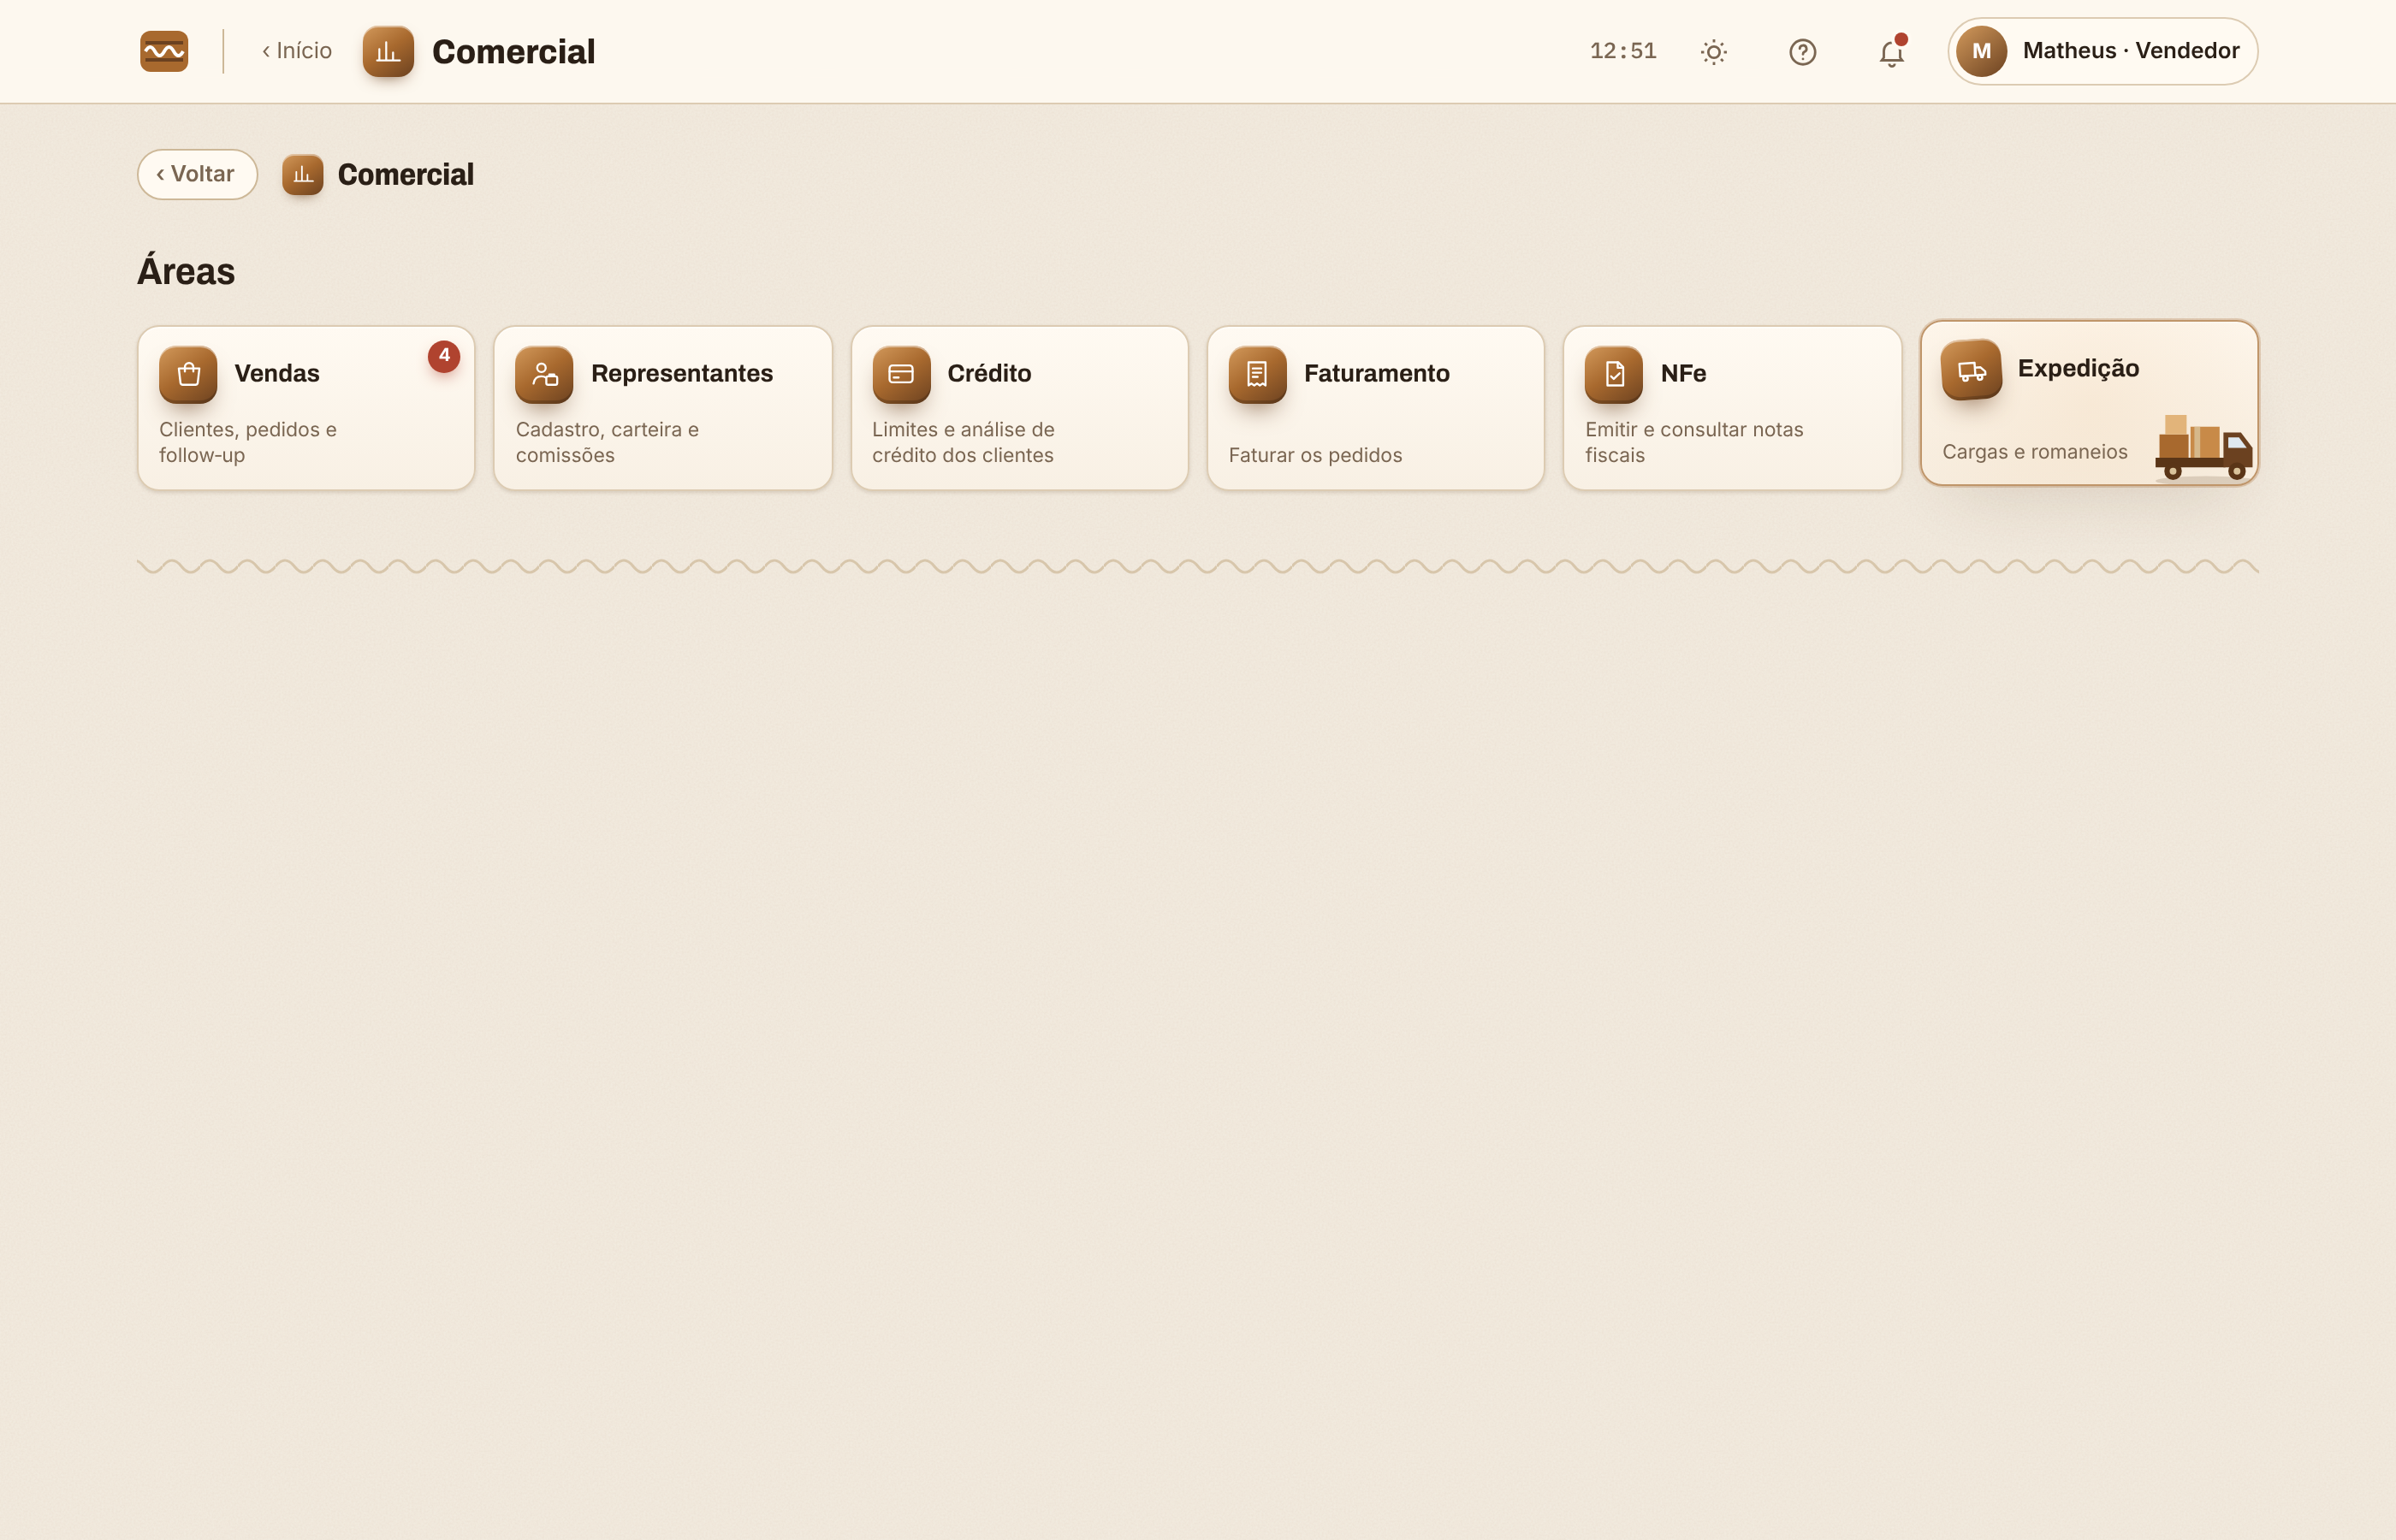 ‹ Início
Comercial
12:51
M
Matheus · Vendedor
‹ Voltar
Comercial
Áreas
Vendas
4
Clientes, pedidos e
follow-up
Representantes
Cadastro, carteira e
comissões
Crédito
Limites e análise de
crédito dos clientes
Faturamento
Faturar os pedidos
NFe
Emitir e consultar notas
fiscais
Expedição
Cargas e romaneios